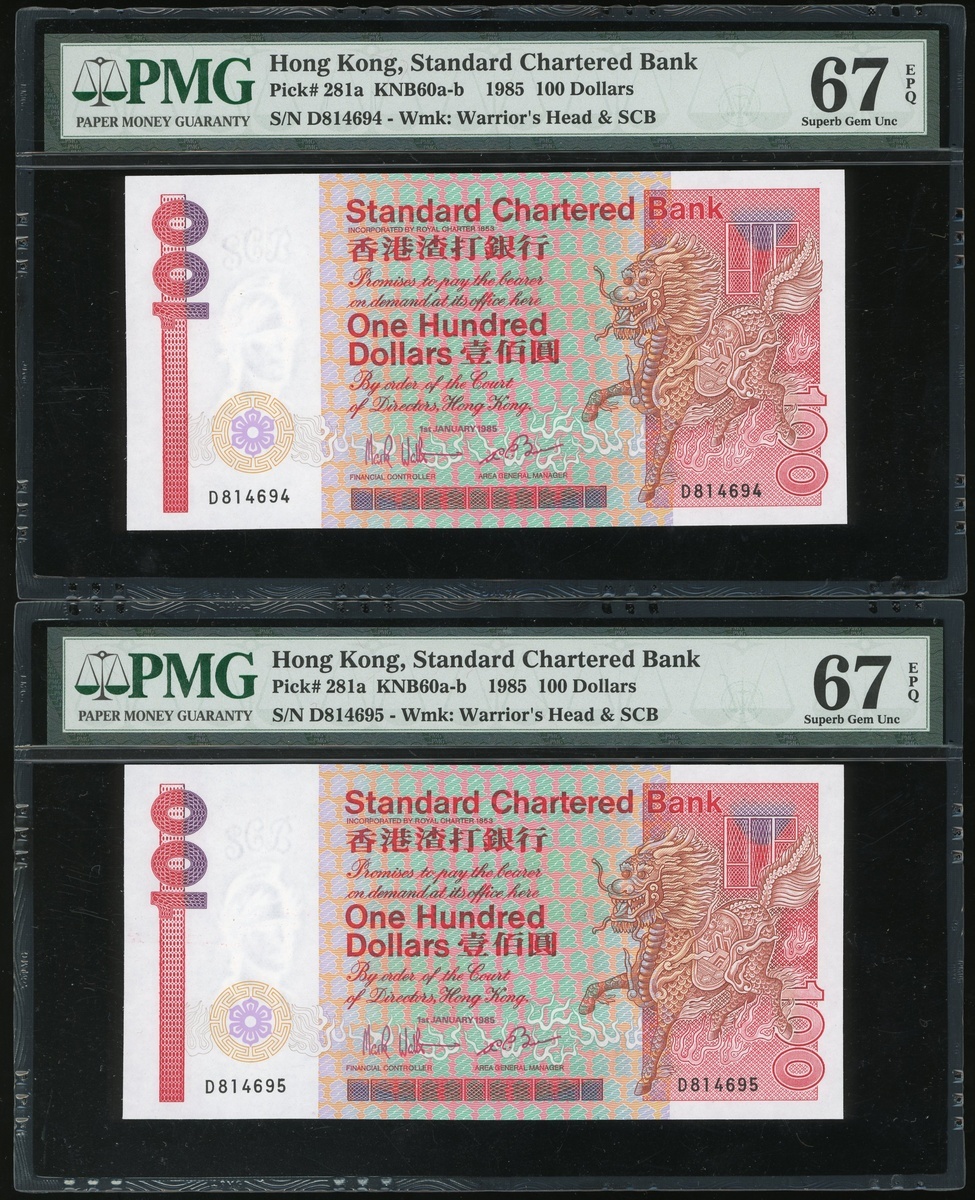 PMG
PAPER MONEY GUARANTY
Hong Kong, Standard Chartered Bank
Pick# 281a KNB60a-b 1985 100 Dollars
S/N D814694 - Wmk: Warrior's Head & SCB
67
EPQ
Superb Gem Unc
100
SCB
Standard Chartered Bank
INCORPORATED BY ROYAL CHARTER 1853
香港渣打銀行
Promises to pay the bearer
on demand at its office here
One Hundred
Dollars 壹佰圓
By order of the Court
of Directors, Hong Kong.
1st JANUARY 1985
FINANCIAL CONTROLLER AREA GENERAL MANAGER
D814694
D814694
100
PMG
PAPER MONEY GUARANTY
Hong Kong, Standard Chartered Bank
Pick# 281a KNB60a-b 1985 100 Dollars
S/N D814695 - Wmk: Warrior's Head & SCB
67
EPQ
Superb Gem Unc
100
SCB
Standard Chartered Bank
INCORPORATED BY ROYAL CHARTER 1853
香港渣打銀行
Promises to pay the bearer
on demand at its office here
One Hundred
Dollars 壹佰圓
By order of the Court
of Directors, Hong Kong.
1st JANUARY 1985
FINANCIAL CONTROLLER AREA GENERAL MANAGER
D814695
D814695
100